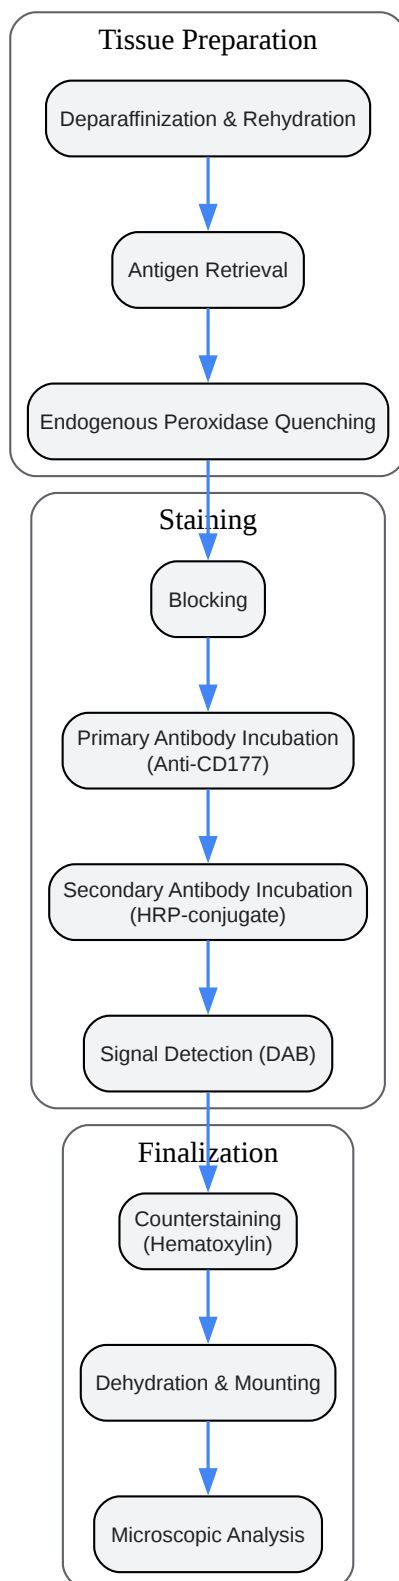 Tissue Preparation
Deparaffinization & Rehydration
Antigen Retrieval
Endogenous Peroxidase Quenching
Staining
Blocking
Primary Antibody Incubation
(Anti-CD177)
Secondary Antibody Incubation
(HRP-conjugate)
Signal Detection (DAB)
Finalization
Counterstaining
(Hematoxylin)
Dehydration & Mounting
Microscopic Analysis